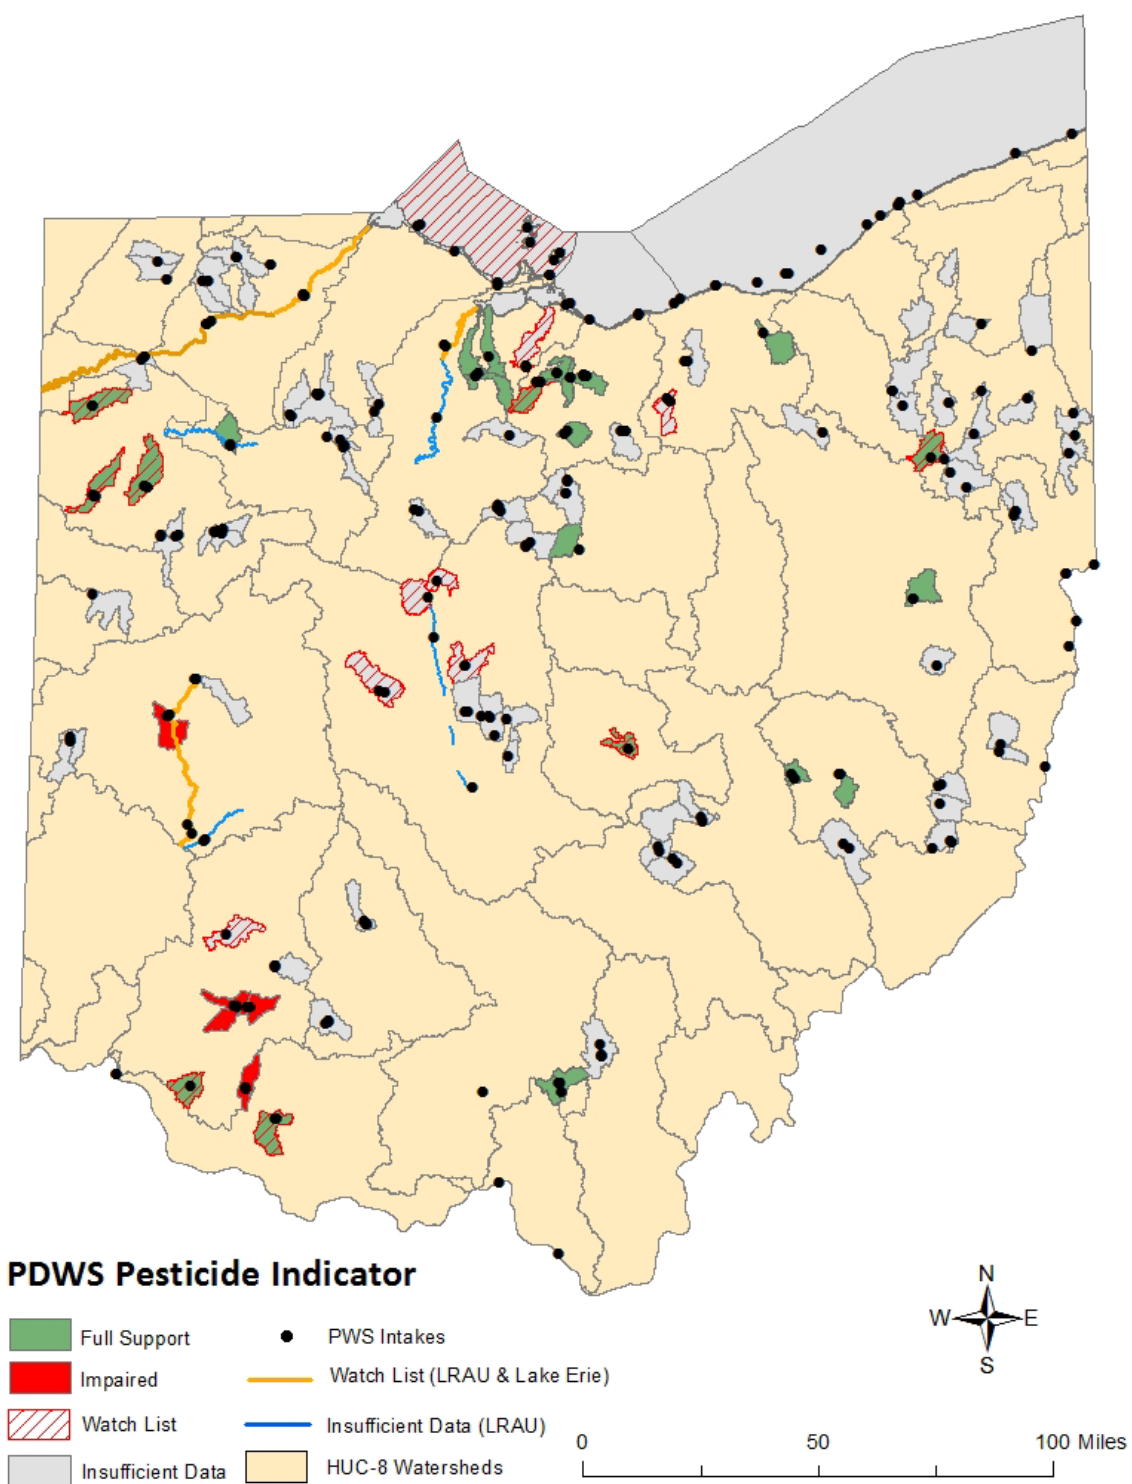 PDWS Pesticide Indicator
Full Support
Impaired
Watch List
Insufficient Data
PWS Intakes
Watch List (LRAU & Lake Erie)
Insufficient Data (LRAU)
HUC-8 Watersheds
N
W E
S
0 50 100 Miles